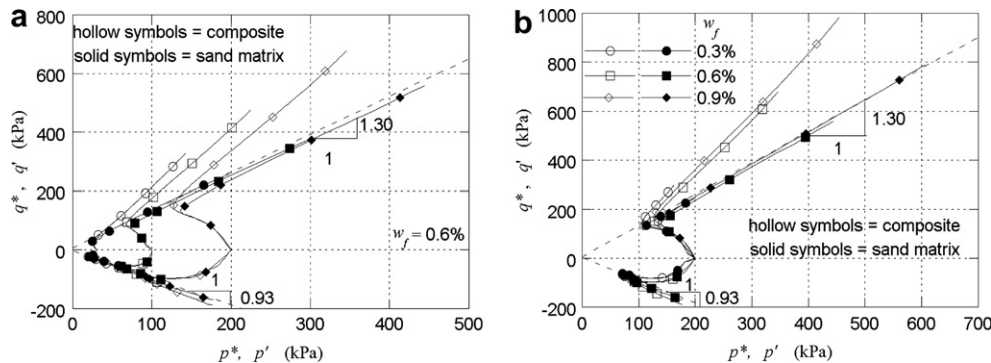 a
hollow symbols = composite
solid symbols = sand matrix
800
600
400
200
0
-200
q*, q' (kPa)
1.30
1
w_f = 0.6%
1
0.93
0 100 200 300 400 500
p*, p' (kPa)
b
1000
800
600
400
200
0
-200
q*, q' (kPa)
w_f
0.3%
0.6%
0.9%
1.30
1
hollow symbols = composite
solid symbols = sand matrix
1
0.93
0 100 200 300 400 500 600 700
p*, p' (kPa)